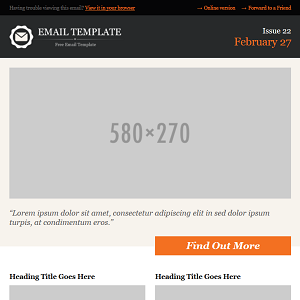 Having trouble viewing this email? View it in your browser
→ Online version → Forward to a Friend
EMAIL TEMPLATE
Free Email Template
Issue 22
February 27
580×270
"Lorem ipsum dolor sit amet, consectetur adipiscing elit in sed dolor ipsum
turpis, at condimentum eros."
Find Out More
Heading Title Goes Here
Heading Title Goes Here